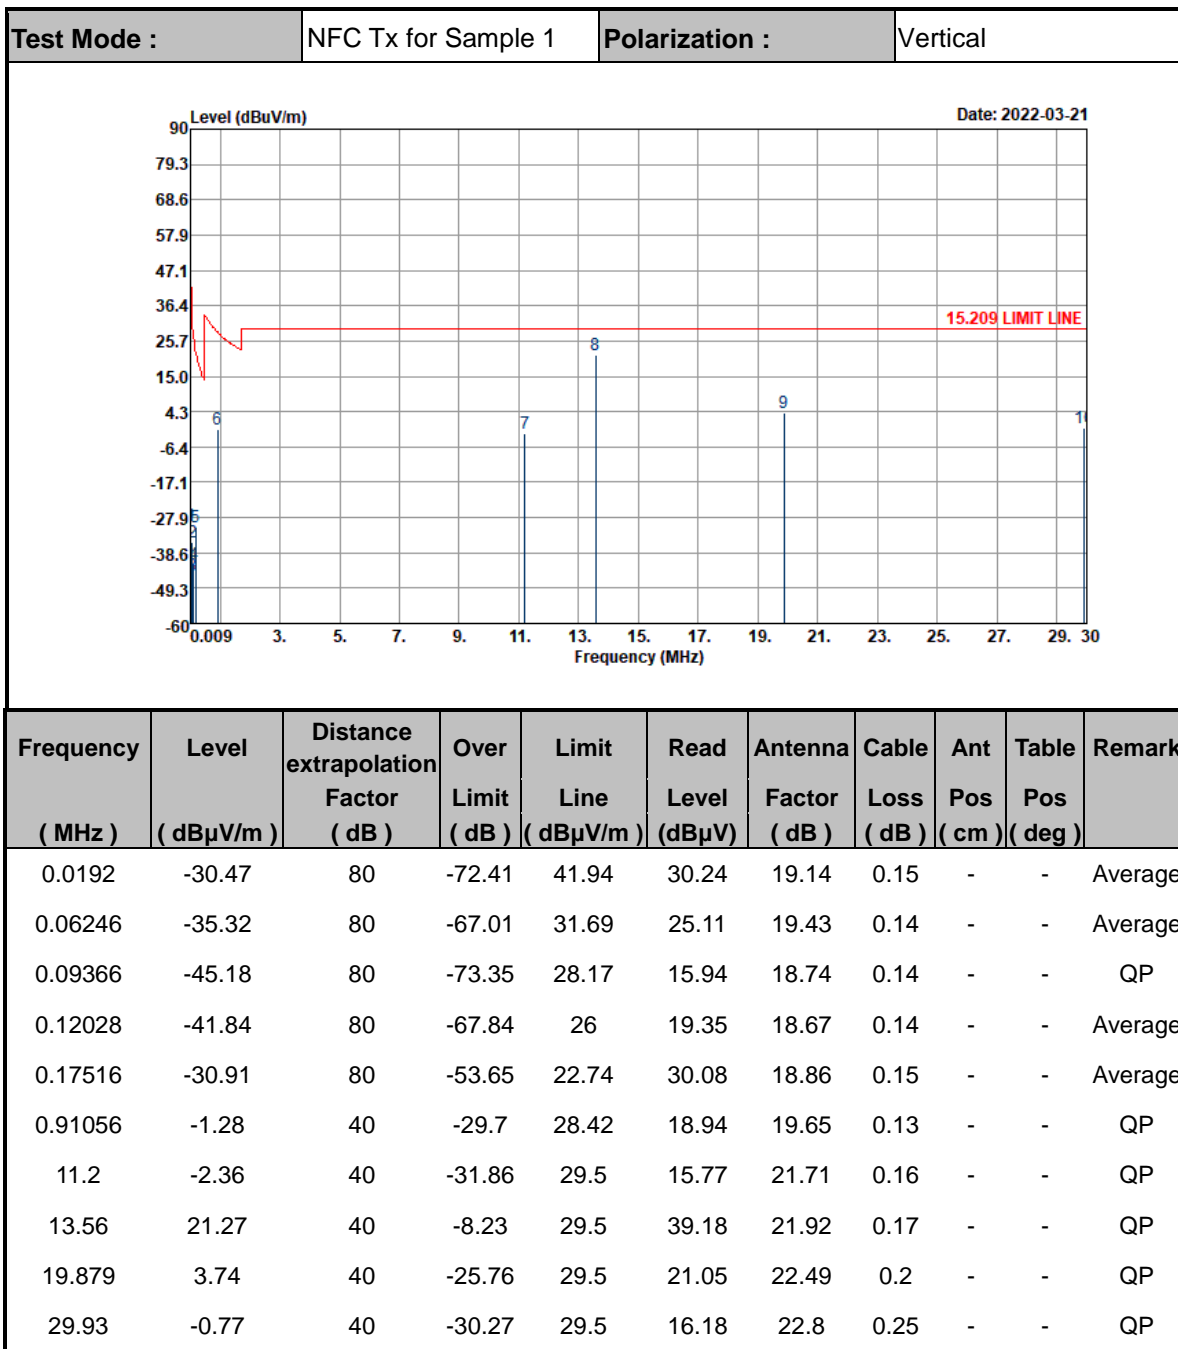 Test Mode : NFC Tx for Sample 1 Polarization : Vertical
Level (dBuV/m) Date: 2022-03-21
90
79.3
68.6
57.9
47.1
36.4
15.209 LIMIT LINE
25.7
8
15.0
9
4.3
6 7 10
-6.4
-17.1
-27.9
5
2
-38.6
-49.3
-60
0.009 3. 5. 7. 9. 11. 13. 15. 17. 19. 21. 23. 25. 27. 29. 30
Frequency (MHz)
Frequency Level Distance extrapolation Over Limit Read Antenna Cable Ant Table Remark
Factor Limit Line Level Factor Loss Pos Pos
( MHz ) ( dBµV/m ) ( dB ) ( dB ) ( dBµV/m ) (dBµV) ( dB ) ( dB ) ( cm ) ( deg )
0.0192 -30.47 80 -72.41 41.94 30.24 19.14 0.15 - - Average
0.06246 -35.32 80 -67.01 31.69 25.11 19.43 0.14 - - Average
0.09366 -45.18 80 -73.35 28.17 15.94 18.74 0.14 - - QP
0.12028 -41.84 80 -67.84 26 19.35 18.67 0.14 - - Average
0.17516 -30.91 80 -53.65 22.74 30.08 18.86 0.15 - - Average
0.91056 -1.28 40 -29.7 28.42 18.94 19.65 0.13 - - QP
11.2 -2.36 40 -31.86 29.5 15.77 21.71 0.16 - - QP
13.56 21.27 40 -8.23 29.5 39.18 21.92 0.17 - - QP
19.879 3.74 40 -25.76 29.5 21.05 22.49 0.2 - - QP
29.93 -0.77 40 -30.27 29.5 16.18 22.8 0.25 - - QP